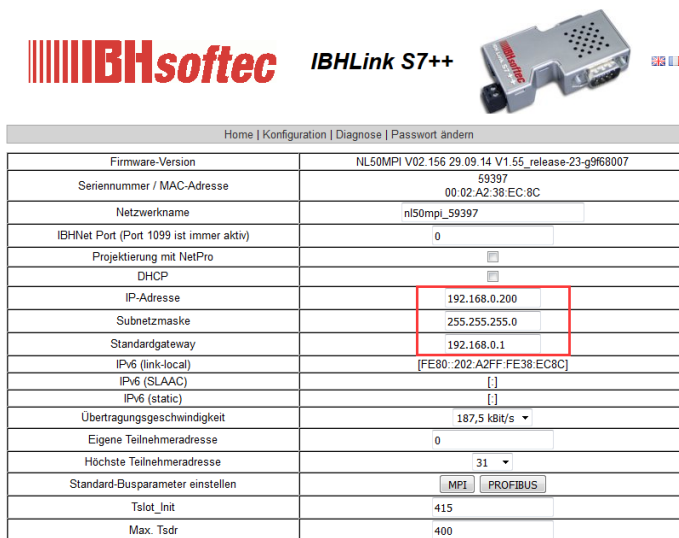 IBHsoftec IBHLink S7++
Home | Konfiguration | Diagnose | Passwort ändern
Firmware-Version NL50MPI V02.156 29.09.14 V1.55_release-23-g9f68007
Seriennummer / MAC-Adresse 59397
00:02:A2:38:EC:8C
Netzwerkname nl50mpi_59397
IBHNet Port (Port 1099 ist immer aktiv) 0
Projektierung mit NetPro
DHCP
IP-Adresse 192.168.0.200
Subnetzmaske 255.255.255.0
Standardgateway 192.168.0.1
IPv6 (link-local) [FE80::202:A2FF:FE38:EC8C]
IPv6 (SLAAC) [:]
IPv6 (static) [:]
Übertragungsgeschwindigkeit 187,5 kBit/s
Eigene Teilnehmeradresse 0
Höchste Teilnehmeradresse 31
Standard-Busparameter einstellen MPI PROFIBUS
Tslot_Init 415
Max. Tsdr 400